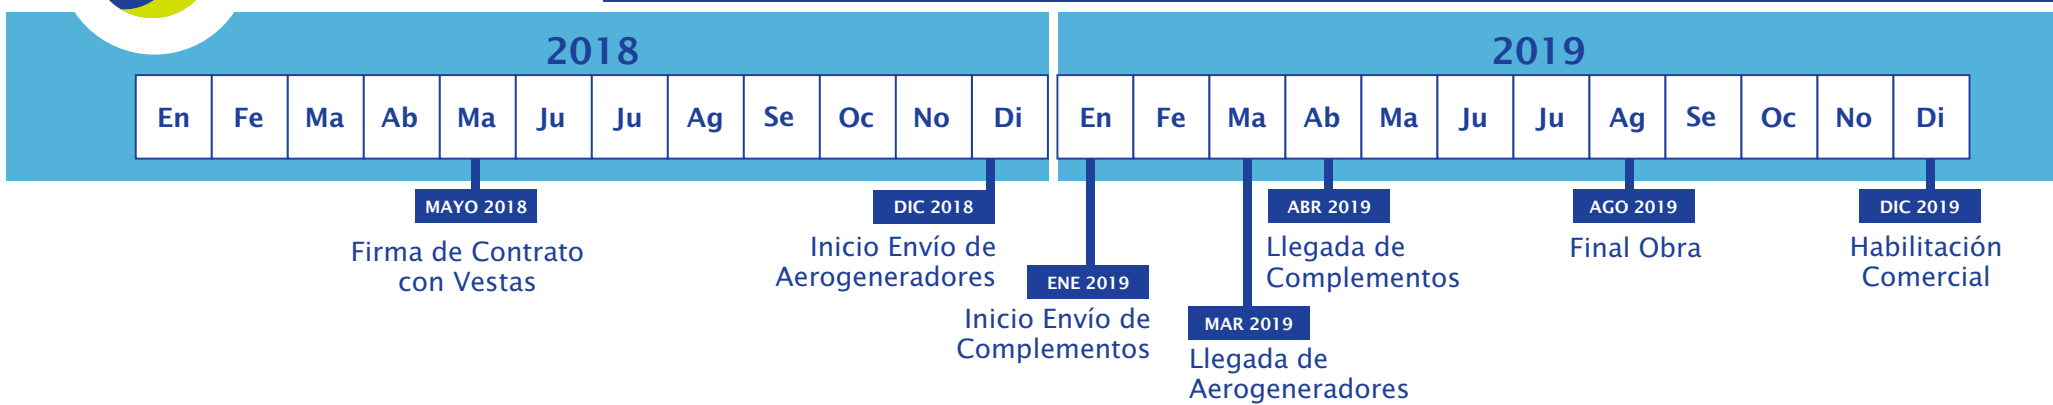 2018
2019
En Fe Ma Ab Ma Ju Ju Ag Se Oc No Di
En Fe Ma Ab Ma Ju Ju Ag Se Oc No Di
MAYO 2018
Firma de Contrato
con Vestas
DIC 2018
Inicio Envío de
Aerogeneradores
ENE 2019
Inicio Envío de
Complementos
MAR 2019
Llegada de
Aerogeneradores
ABR 2019
Llegada de
Complementos
AGO 2019
Final Obra
DIC 2019
Habilitación
Comercial